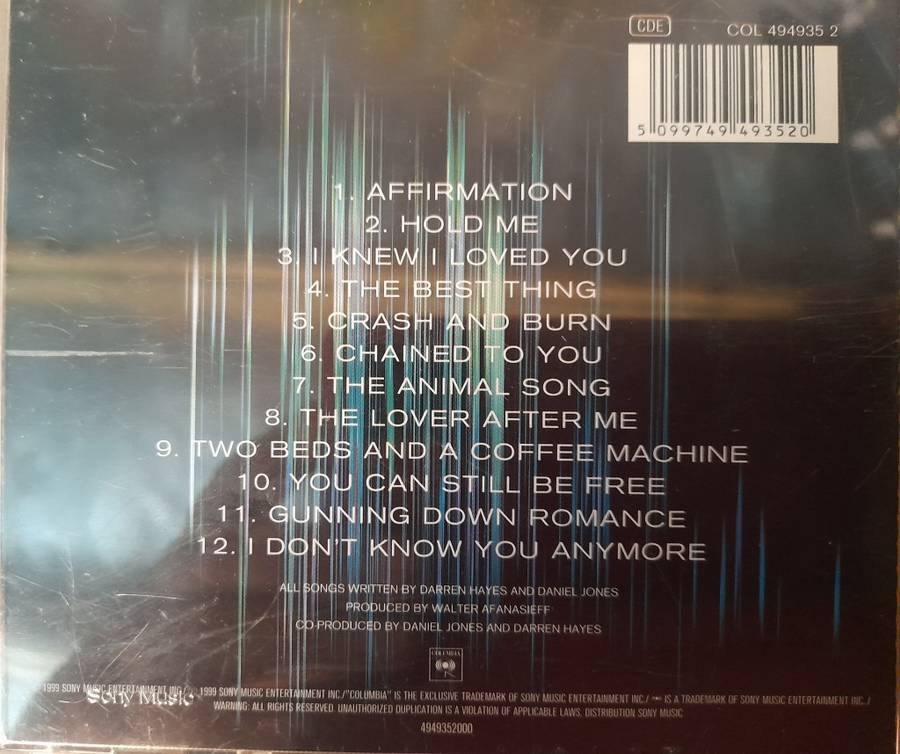 CDE COL 494935 2
5 099749 493520
1. AFFIRMATION
2. HOLD ME
3. I KNEW I LOVED YOU
4. THE BEST THING
5. CRASH AND BURN
6. CHAINED TO YOU
7. THE ANIMAL SONG
8. THE LOVER AFTER ME
9. TWO BEDS AND A COFFEE MACHINE
10. YOU CAN STILL BE FREE
11. GUNNING DOWN ROMANCE
12. I DON'T KNOW YOU ANYMORE
ALL SONGS WRITTEN BY DARREN HAYES AND DANIEL JONES
PRODUCED BY WALTER AFANASIEFF
CO-PRODUCED BY DANIEL JONES AND DARREN HAYES
COLUMBIA
1999 SONY MUSIC ENTERTAINMENT INC./ 1999 SONY MUSIC ENTERTAINMENT INC./"COLUMBIA" IS THE EXCLUSIVE TRADEMARK OF SONY MUSIC ENTERTAINMENT INC./ IS A TRADEMARK OF SONY MUSIC ENTERTAINMENT INC./
Sony Music
WARNING: ALL RIGHTS RESERVED. UNAUTHORIZED DUPLICATION IS A VIOLATION OF APPLICABLE LAWS. DISTRIBUTION SONY MUSIC
4949352000